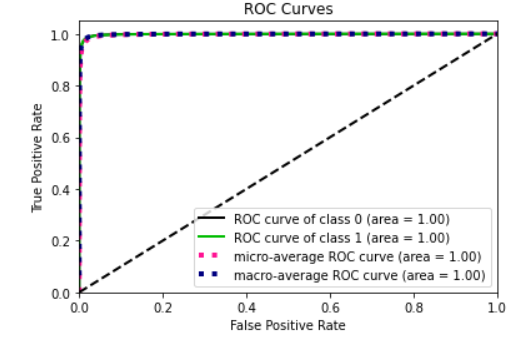 ROC Curves
True Positive Rate
1.0
0.8
0.6
0.4
0.2
0.0
ROC curve of class 0 (area = 1.00)
ROC curve of class 1 (area = 1.00)
micro-average ROC curve (area = 1.00)
macro-average ROC curve (area = 1.00)
0.0 0.2 0.4 0.6 0.8 1.0
False Positive Rate